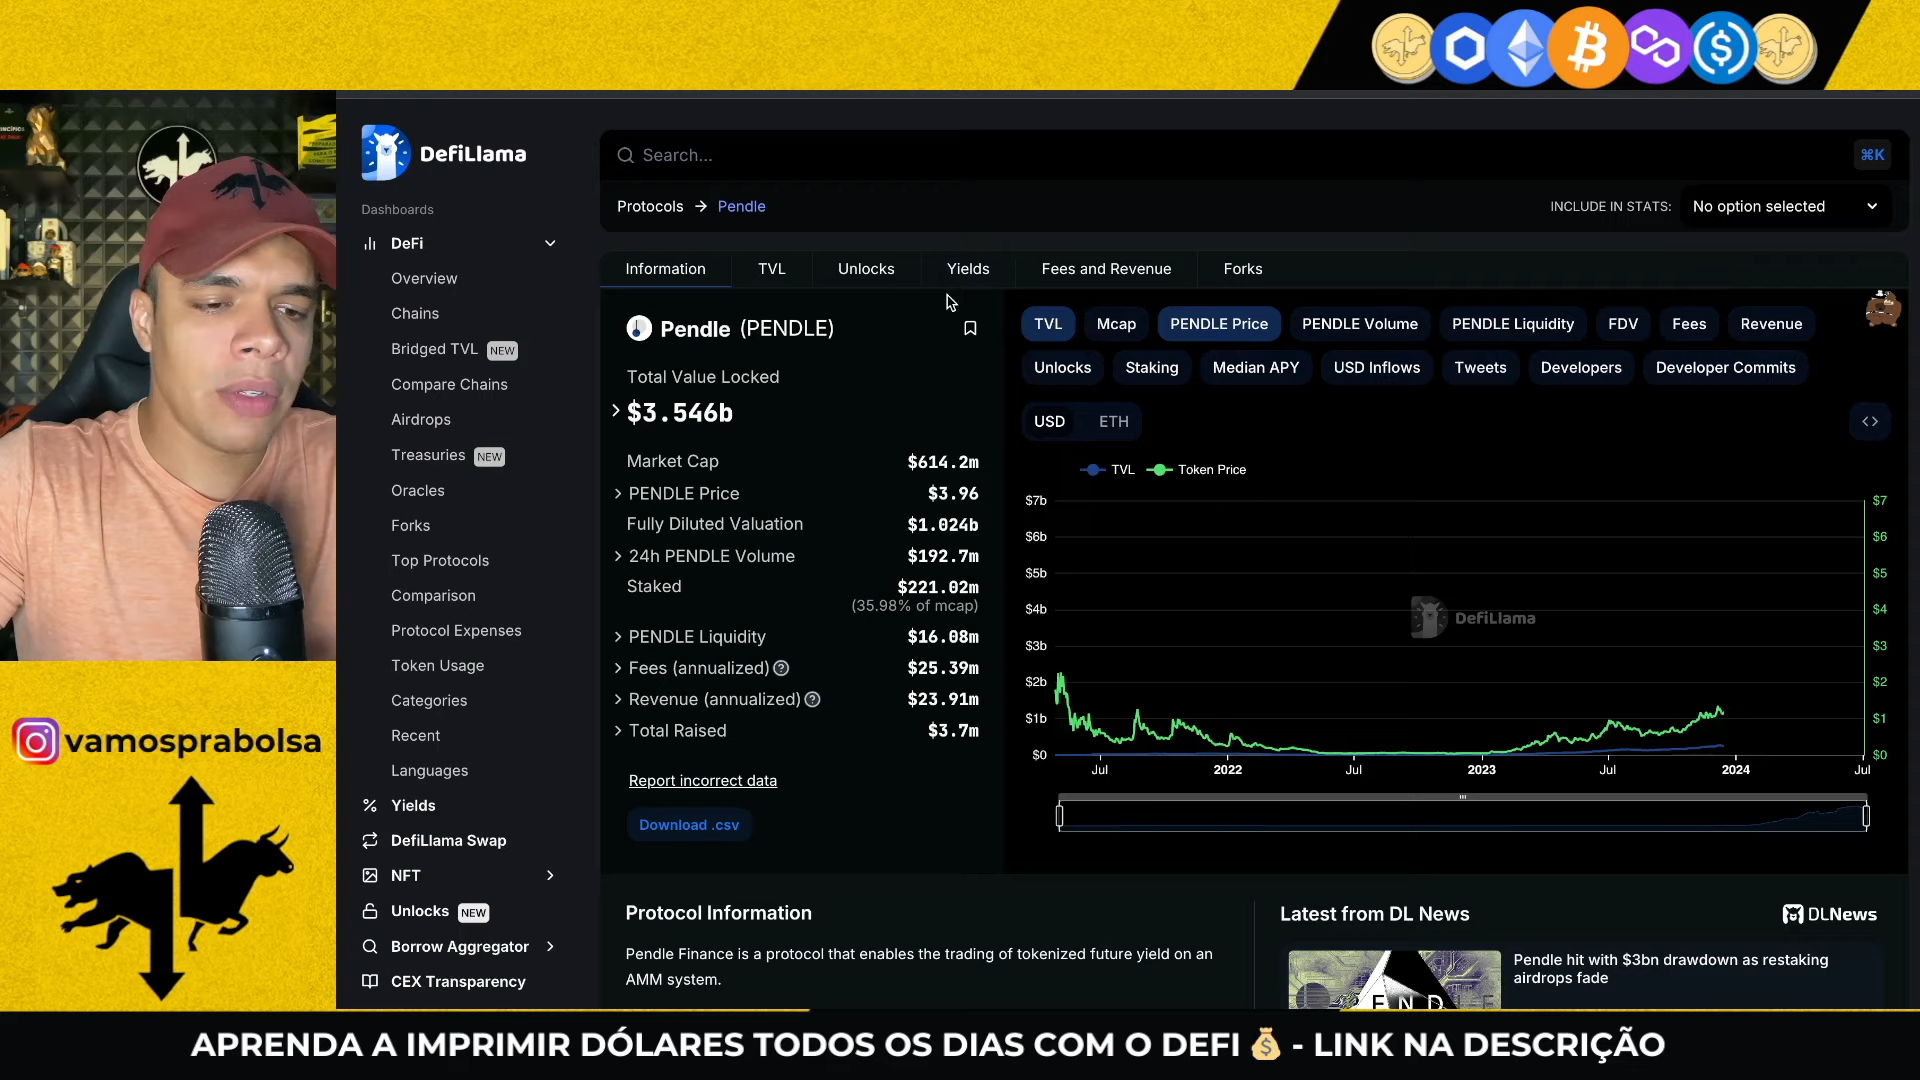 DefiLlama
Search...
⌘K
Protocols → Pendle
INCLUDE IN STATS: No option selected
Dashboards
DeFi
Overview
Chains
Bridged TVL NEW
Compare Chains
Airdrops
Treasuries NEW
Oracles
Forks
Top Protocols
Comparison
Protocol Expenses
Token Usage
Categories
Recent
Languages
Yields
DefiLlama Swap
NFT
Unlocks NEW
Borrow Aggregator
CEX Transparency
Information TVL Unlocks Yields Fees and Revenue Forks
Pendle (PENDLE)
Total Value Locked
$3.546b
Market Cap $614.2m
PENDLE Price $3.96
Fully Diluted Valuation $1.024b
24h PENDLE Volume $192.7m
Staked $221.02m
(35.98% of mcap)
PENDLE Liquidity $16.08m
Fees (annualized) $25.39m
Revenue (annualized) $23.91m
Total Raised $3.7m
Report incorrect data
Download .csv
TVL Mcap PENDLE Price PENDLE Volume PENDLE Liquidity FDV Fees Revenue
Unlocks Staking Median APY USD Inflows Tweets Developers Developer Commits
USD ETH
TVL Token Price
$7b $7
$6b $6
$5b $5
$4b $4
DefiLlama
$3b $3
$2b $2
$1b $1
$0 $0
Jul 2022 Jul 2023 Jul 2024 Jul
Protocol Information
Pendle Finance is a protocol that enables the trading of tokenized future yield on an
AMM system.
Latest from DL News
DLNews
Pendle hit with $3bn drawdown as restaking
airdrops fade
vamosprabolsa
APRENDA A IMPRIMIR DÓLARES TODOS OS DIAS COM O DEFI 💰 - LINK NA DESCRIÇÃO